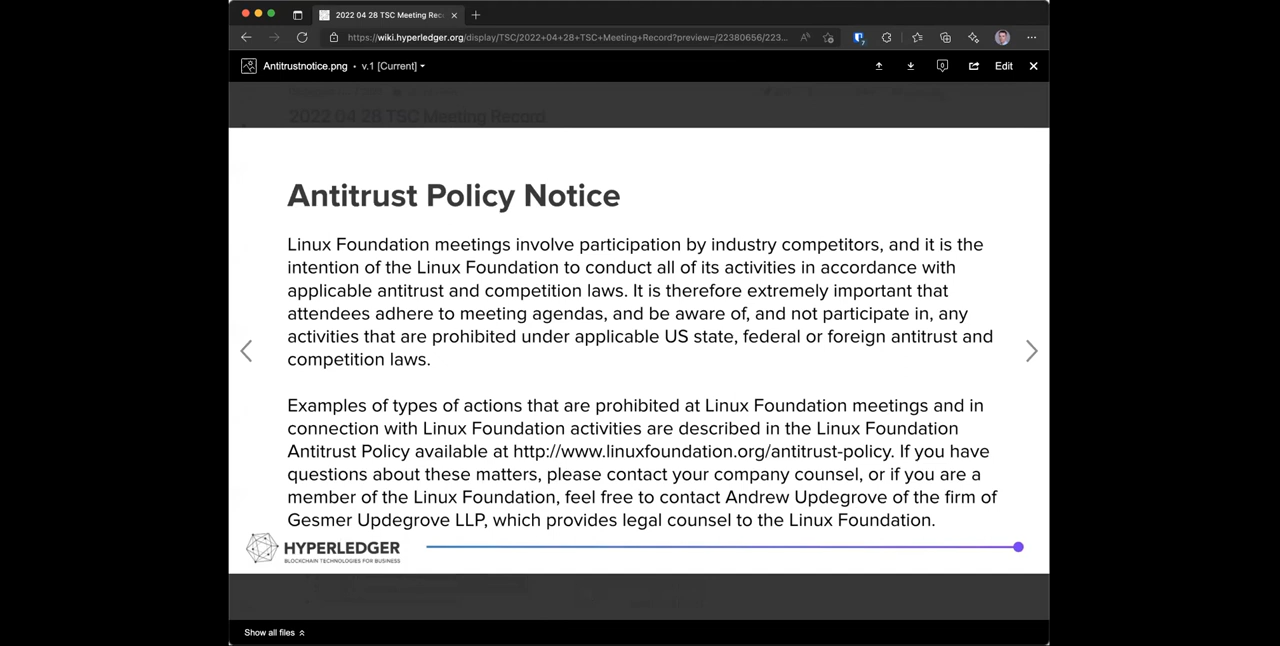 2022 04 28 TSC Meeting Rec
https://wiki.hyperledger.org/display/TSC/2022+04+28+TSC+Meeting+Record?preview=/22380656/223...
Antitrustnotice.png • v.1 [Current]
0
Edit
2022 04 28 TSC Meeting Record
Antitrust Policy Notice
Linux Foundation meetings involve participation by industry competitors, and it is the
intention of the Linux Foundation to conduct all of its activities in accordance with
applicable antitrust and competition laws. It is therefore extremely important that
attendees adhere to meeting agendas, and be aware of, and not participate in, any
activities that are prohibited under applicable US state, federal or foreign antitrust and
competition laws.
Examples of types of actions that are prohibited at Linux Foundation meetings and in
connection with Linux Foundation activities are described in the Linux Foundation
Antitrust Policy available at http://www.linuxfoundation.org/antitrust-policy. If you have
questions about these matters, please contact your company counsel, or if you are a
member of the Linux Foundation, feel free to contact Andrew Updegrove of the firm of
Gesmer Updegrove LLP, which provides legal counsel to the Linux Foundation.
HYPERLEDGER
BLOCKCHAIN TECHNOLOGIES FOR BUSINESS
Show all files